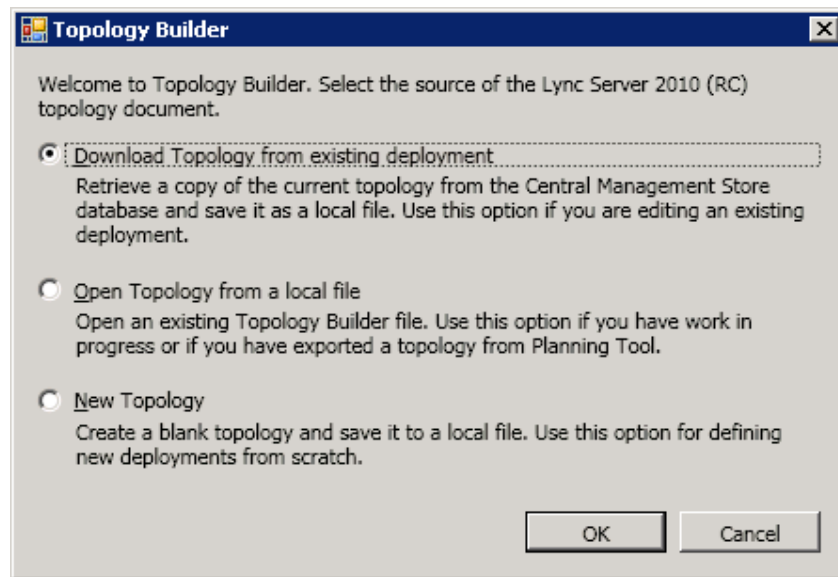 Topology Builder
Welcome to Topology Builder. Select the source of the Lync Server 2010 (RC)
topology document.
Download Topology from existing deployment
Retrieve a copy of the current topology from the Central Management Store
database and save it as a local file. Use this option if you are editing an existing
deployment.
Open Topology from a local file
Open an existing Topology Builder file. Use this option if you have work in
progress or if you have exported a topology from Planning Tool.
New Topology
Create a blank topology and save it to a local file. Use this option for defining
new deployments from scratch.
OK Cancel